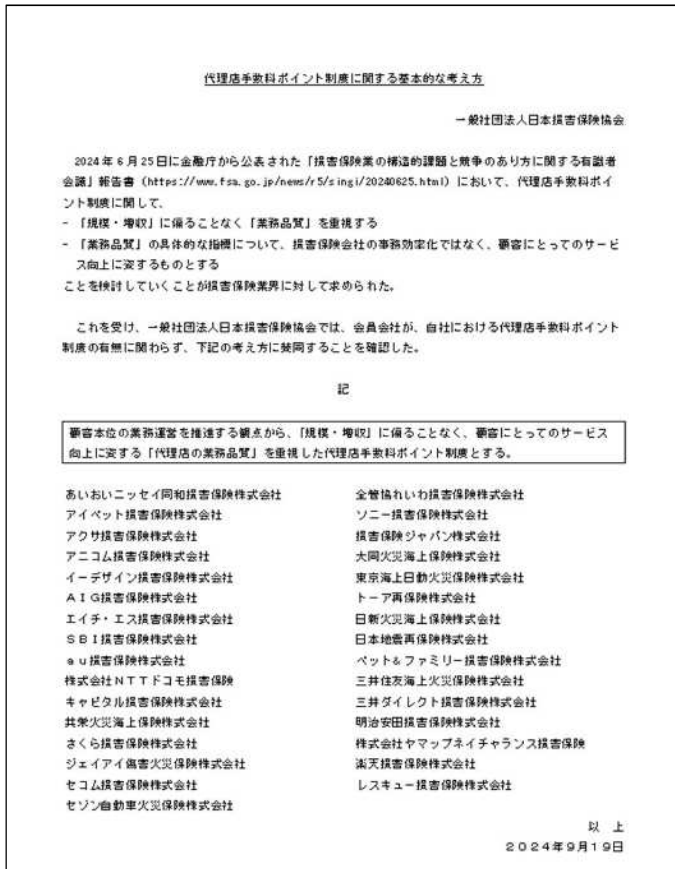 代理店手数料ポイント制度に関する基本的な考え方
一般社団法人日本損害保険協会
2024年6月25日に金融庁から公表された「損害保険業の構造的課題と競争のあり方に関する有識者
会議」報告書（https://www.fsa.go.jp/news/r5/singi/20240625.html）において、代理店手数料ポイ
ント制度に関して、
- 「規模・増収」に偏ることなく「業務品質」を重視する
- 「業務品質」の具体的な指標について、損害保険会社の事務効率化ではなく、顧客にとってのサービ
ス向上に資するものとする
ことを検討していくことが損害保険業界に対して求められた。
これを受け、一般社団法人日本損害保険協会では、会員会社が、自社における代理店手数料ポイント
制度の有無に関わらず、下記の考え方に賛同することを確認した。
記
顧客本位の業務運営を推進する観点から、「規模・増収」に偏ることなく、顧客にとってのサービス
向上に資する「代理店の業務品質」を重視した代理店手数料ポイント制度とする。
あいおいニッセイ同和損害保険株式会社
アイペット損害保険株式会社
アクサ損害保険株式会社
アニコム損害保険株式会社
イーデザイン損害保険株式会社
ＡＩＧ損害保険株式会社
エイチ・エス損害保険株式会社
ＳＢＩ損害保険株式会社
ａｕ損害保険株式会社
株式会社ＮＴＴドコモ損害保険
キャピタル損害保険株式会社
共栄火災海上保険株式会社
さくら損害保険株式会社
ジェイアイ傷害火災保険株式会社
セコム損害保険株式会社
セゾン自動車火災保険株式会社
全管協れいわ損害保険株式会社
ソニー損害保険株式会社
損害保険ジャパン株式会社
大同火災海上保険株式会社
東京海上日動火災保険株式会社
トーア再保険株式会社
日新火災海上保険株式会社
日本地震再保険株式会社
ペット＆ファミリー損害保険株式会社
三井住友海上火災保険株式会社
三井ダイレクト損害保険株式会社
明治安田損害保険株式会社
株式会社ヤマップネイチャランス損害保険
楽天損害保険株式会社
レスキュー損害保険株式会社
以　上
２０２４年９月１９日